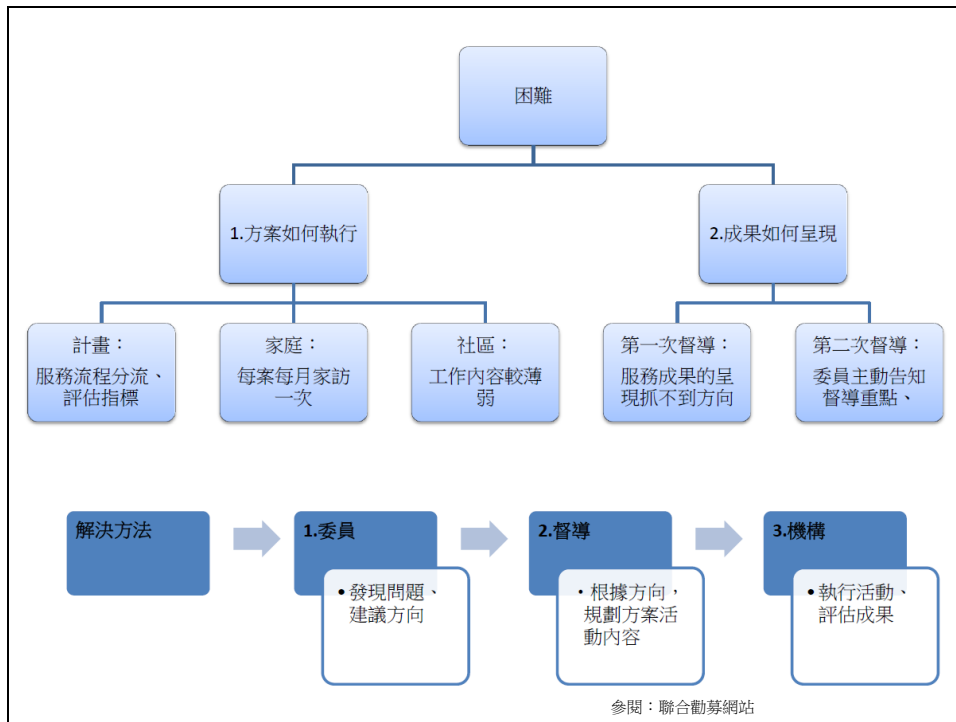 困難
1.方案如何執行
2.成果如何呈現
計畫：
服務流程分流、
評估指標
家庭：
每案每月家訪
一次
社區：
工作內容較薄
弱
第一次督導：
服務成果的呈
現抓不到方向
第二次督導：
委員主動告知
督導重點、
解決方法
1.委員
•發現問題、
建議方向
2.督導
•根據方向，
規劃方案活
動內容
3.機構
•執行活動、
評估成果
參閱：聯合勸募網站